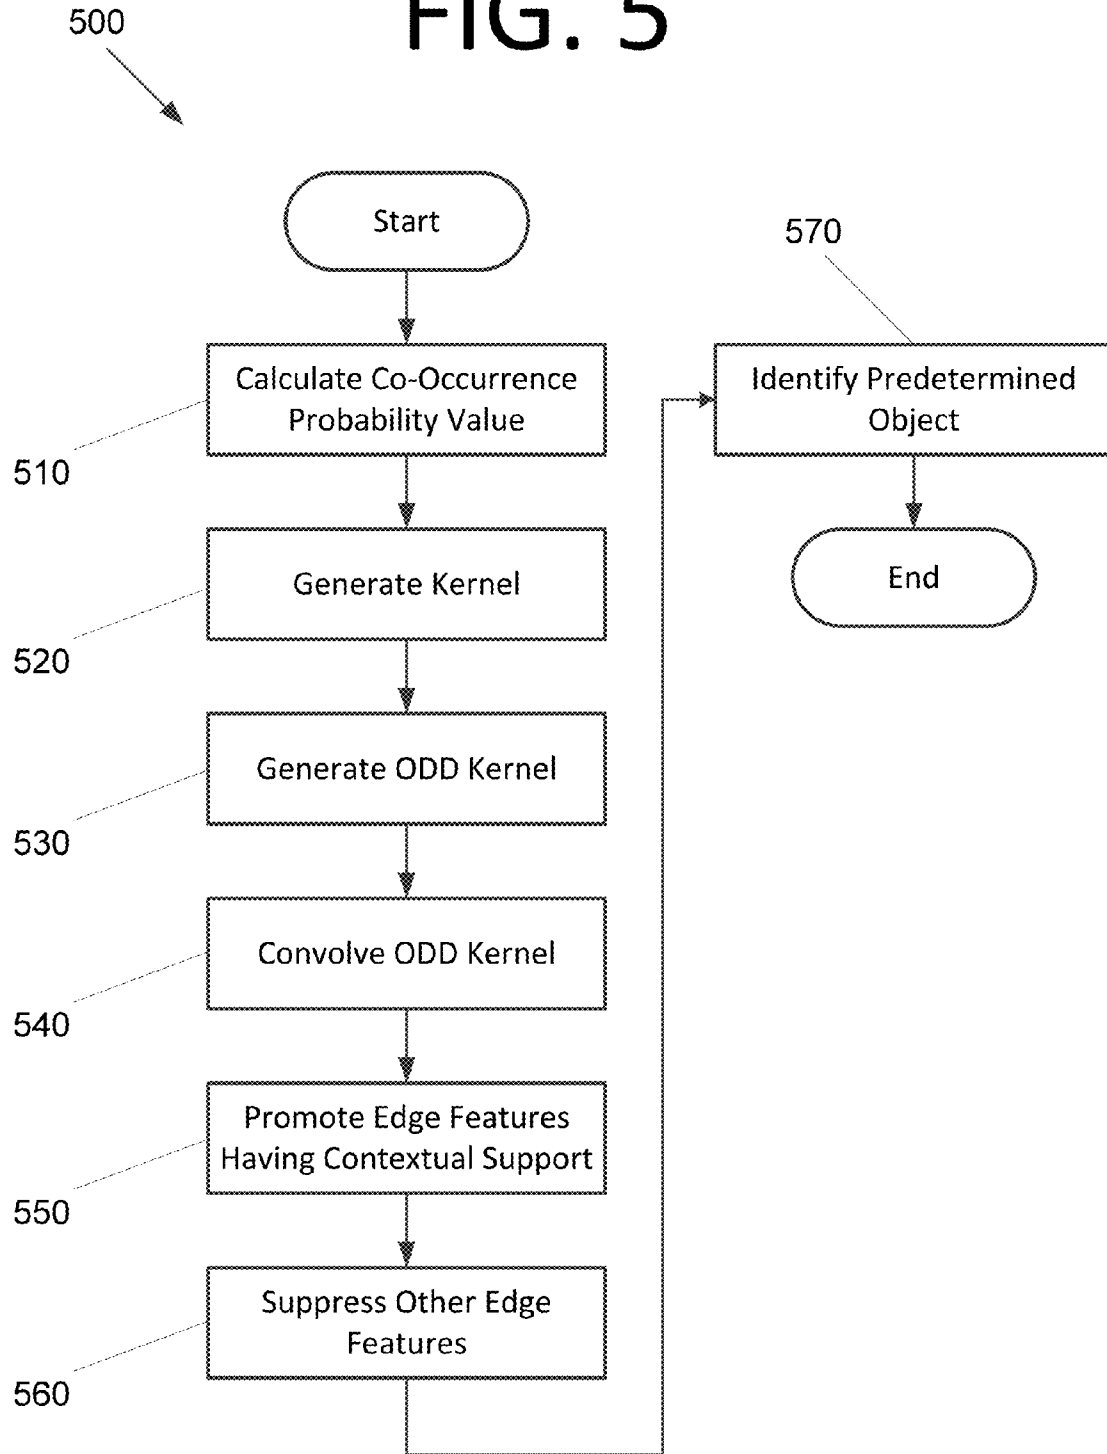 FIG. 5
500
Start
Calculate Co-Occurrence
Probability Value
510
Generate Kernel
520
Generate ODD Kernel
530
Convolve ODD Kernel
540
Promote Edge Features
Having Contextual Support
550
Suppress Other Edge
Features
560
570
Identify Predetermined
Object
End